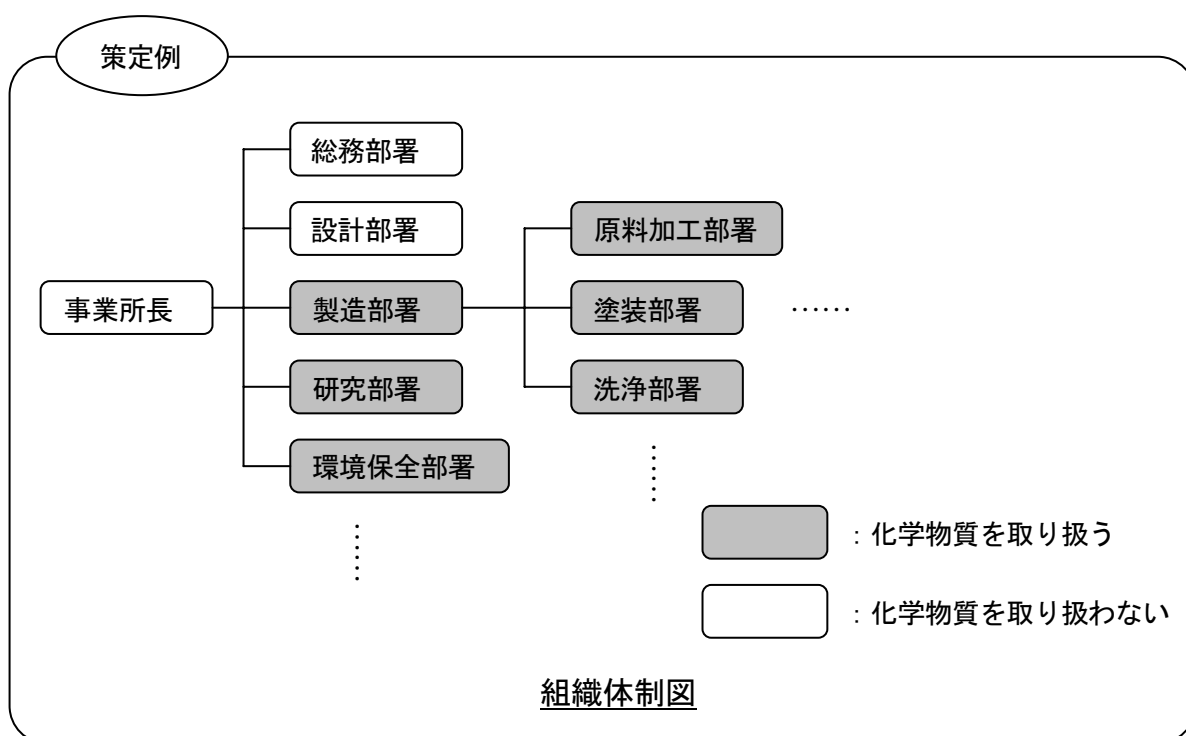 策定例
総務部署
設計部署
原料加工部署
事業所長
製造部署
塗装部署
……
研究部署
洗浄部署
環境保全部署
……
……
：化学物質を取り扱う
：化学物質を取り扱わない
組織体制図